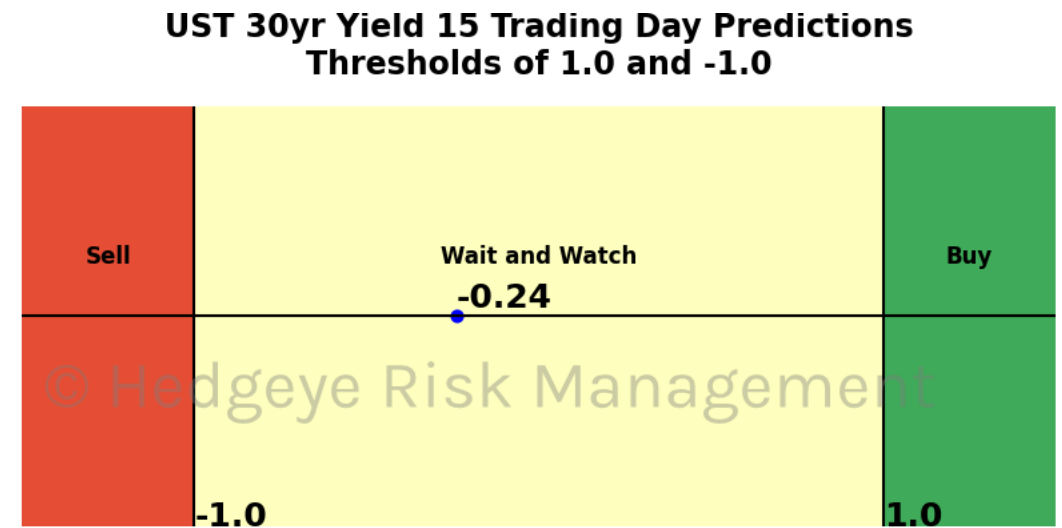 UST 30yr Yield 15 Trading Day Predictions
Thresholds of 1.0 and -1.0
Sell
Wait and Watch
Buy
-0.24
© Hedgeye Risk Management
-1.0
1.0